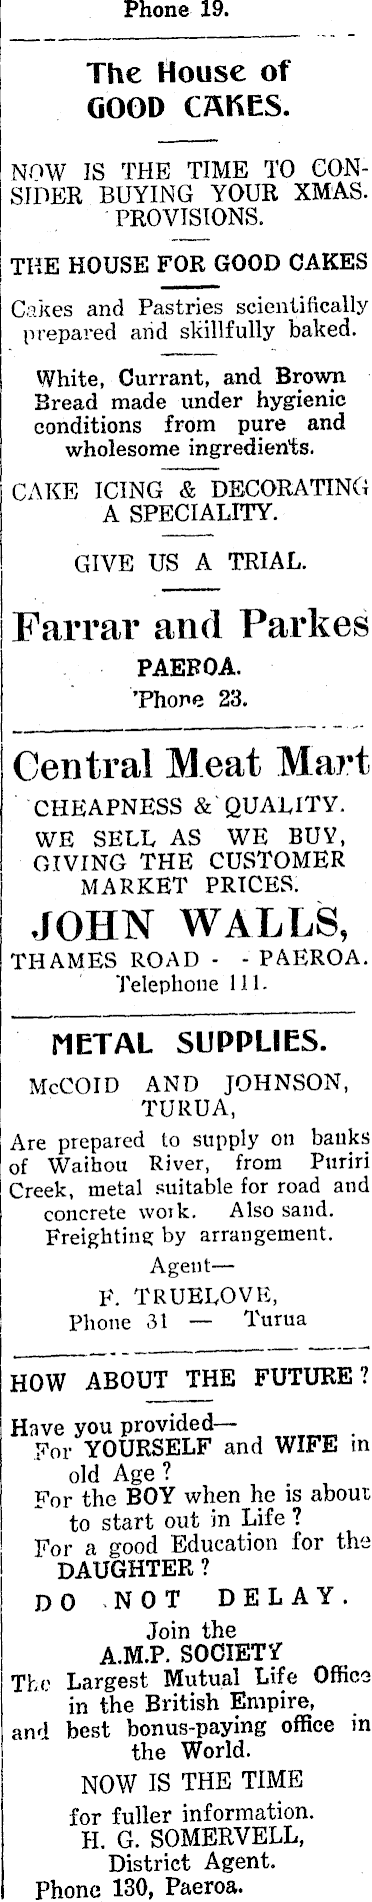 Phone 19.
The House of
GOOD CAKES.
NOW IS THE TIME TO CON-
SIDER BUYING YOUR XMAS.
PROVISIONS.
THE HOUSE FOR GOOD CAKES
Cakes and Pastries scientifically
prepared and skillfully baked.
White, Currant, and Brown
Bread made under hygienic
conditions from pure and
wholesome ingredients.
CAKE ICING & DECORATING
A SPECIALITY.
GIVE US A TRIAL.
Farrar and Parkes
PAEROA.
'Phone 23.
Central Meat Mart
CHEAPNESS & QUALITY.
WE SELL AS WE BUY,
GIVING THE CUSTOMER
MARKET PRICES.
JOHN WALLS,
THAMES ROAD - - PAEROA.
Telephone 111.
METAL SUPPLIES.
McCOID AND JOHNSON,
TURUA,
Are prepared to supply on banks
of Waihou River, from Puriri
Creek, metal suitable for road and
concrete work. Also sand.
Freighting by arrangement.
Agent—
F. TRUELOVE,
Phone 31 — Turua
HOW ABOUT THE FUTURE?
Have you provided—
For YOURSELF and WIFE in
old Age?
For the BOY when he is about
to start out in Life?
For a good Education for the
DAUGHTER?
DO NOT DELAY.
Join the
A.M.P. SOCIETY
The Largest Mutual Life Office
in the British Empire,
and best bonus-paying office in
the World.
NOW IS THE TIME
for fuller information.
H. G. SOMERVELL,
District Agent.
Phone 130, Paeroa.